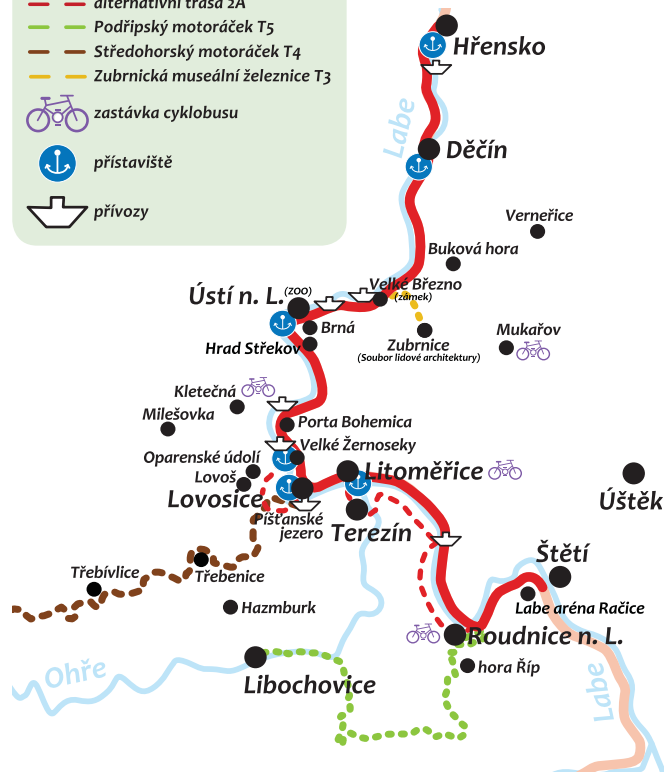 alternativní trasa 2A
Podřipský motoráček T5
Středohorský motoráček T4
Zubrnická museální železnice T3
zastávka cyklobusu
přístaviště
přívozy
Hřensko
Labe
Děčín
Verneřice
Buková hora
Velké Březno
(zámek)
Ústí n. L.
(ZOO)
Brná
Hrad Střekov
Zubrnice
(Soubor lidové architektury)
Mukařov
Kletečná
Milešovka
Porta Bohemica
Velké Žernoseky
Oparenské údolí
Lovoš
Lovosice
Litoměřice
Úštěk
Píšťanské
jezero
Terezín
Štětí
Třebívlice
Třebenice
Hazmburk
Labe aréna Račice
Roudnice n. L.
hora Říp
Ohře
Libochovice
Labe